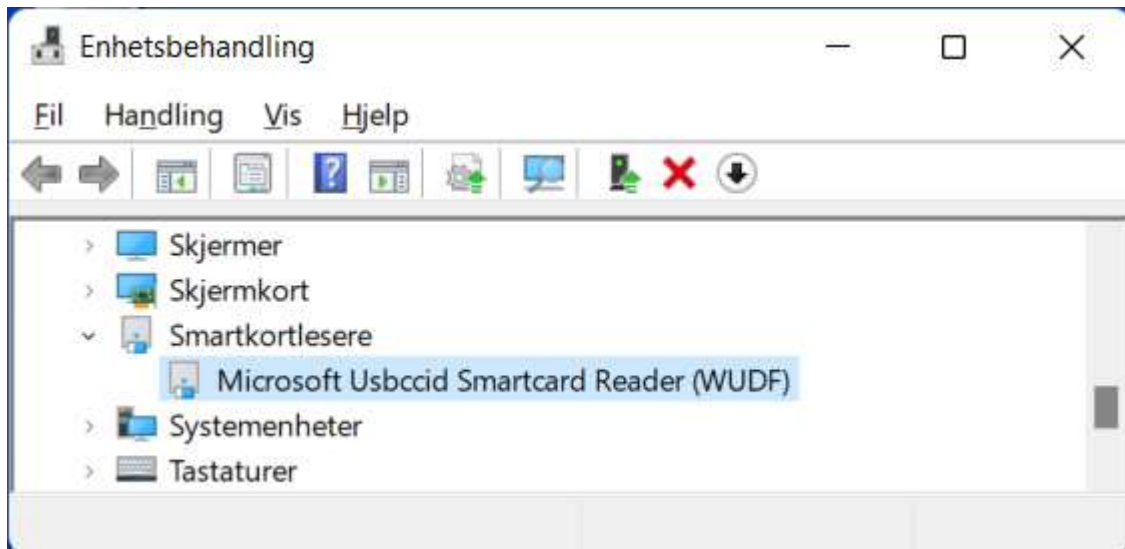 Enhetsbehandling
Fil Handling Vis Hjelp
Skjermer
Skjermkort
Smartkortlesere
Microsoft Usbccid Smartcard Reader (WUDF)
Systemenheter
Tastaturer